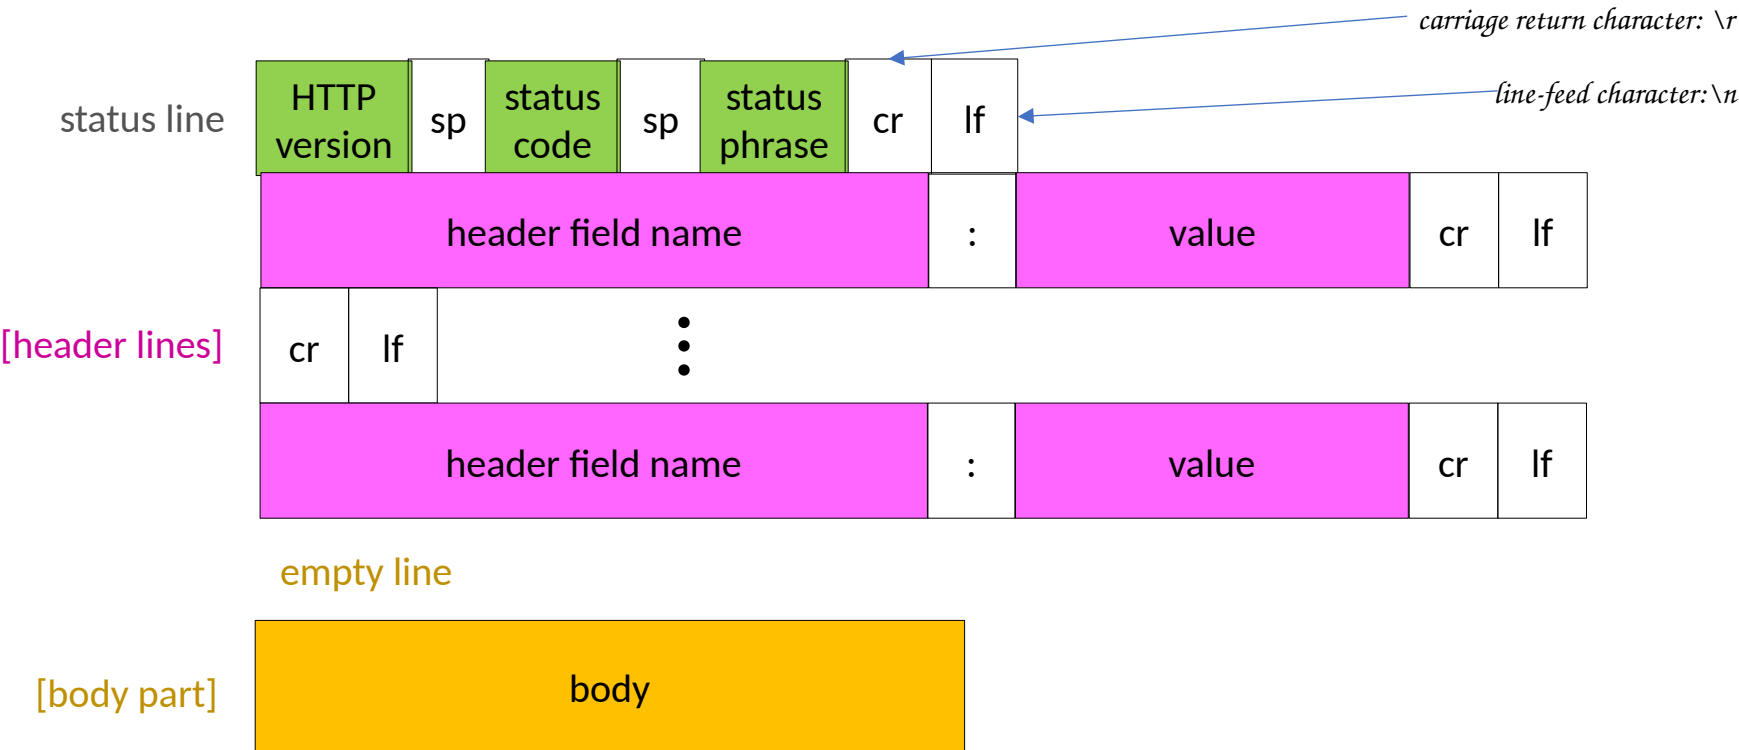 carriage return character: \r
status line
HTTP version
sp
status code
sp
status phrase
cr
lf
line-feed character:\n
header field name
:
value
cr
lf
[header lines]
cr
lf
header field name
:
value
cr
lf
empty line
[body part]
body